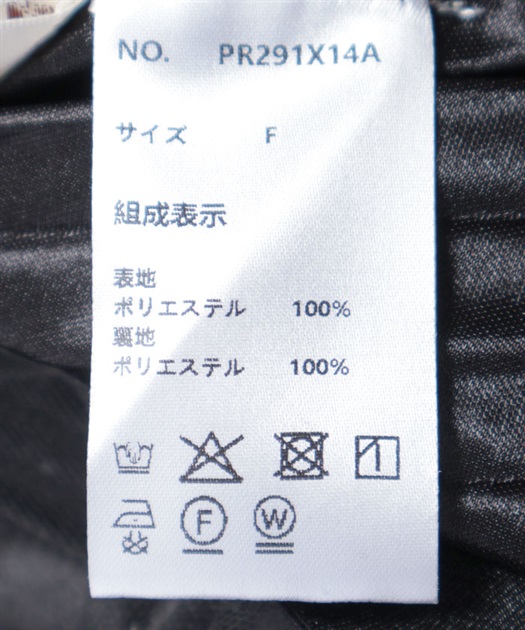 NO. PR291X14A
サイズ F
組成表示
表地
ポリエステル 100%
裏地
ポリエステル 100%
F W